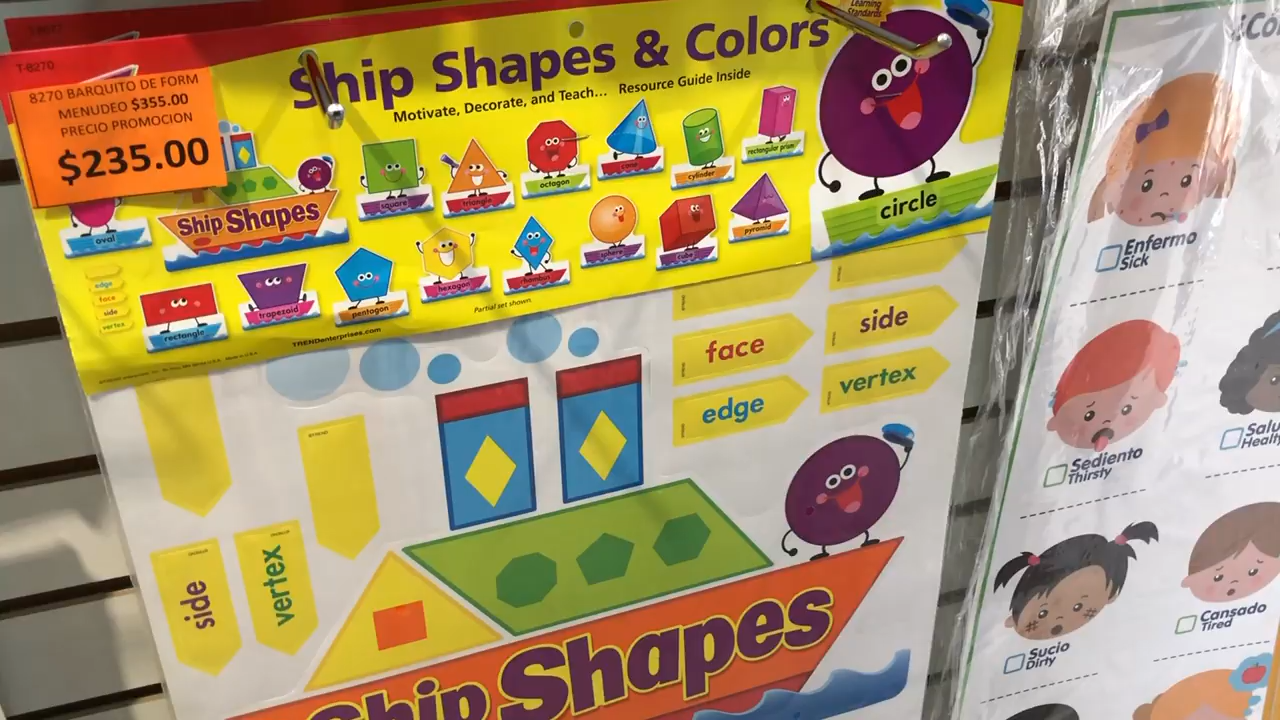 T-8270
8270 BARQUITO DE FORM
MENUDEO $355.00
PRECIO PROMOCION
$235.00
Learning
Standards
Ship Shapes & Colors
Motivate, Decorate, and Teach... Resource Guide Inside
square
triangle
octagon
cone
cylinder
rectangular prism
oval
Ship Shapes
sphere
cube
pyramid
circle
edge
face
side
vertex
rectangle
trapezoid
pentagon
hexagon
rhombus
Partial set shown.
TRENDenterprises.com
face
side
edge
vertex
side
vertex
Ship Shapes
Enfermo
Sick
Sediento
Thirsty
Sucio
Dirty
Cansado
Tired